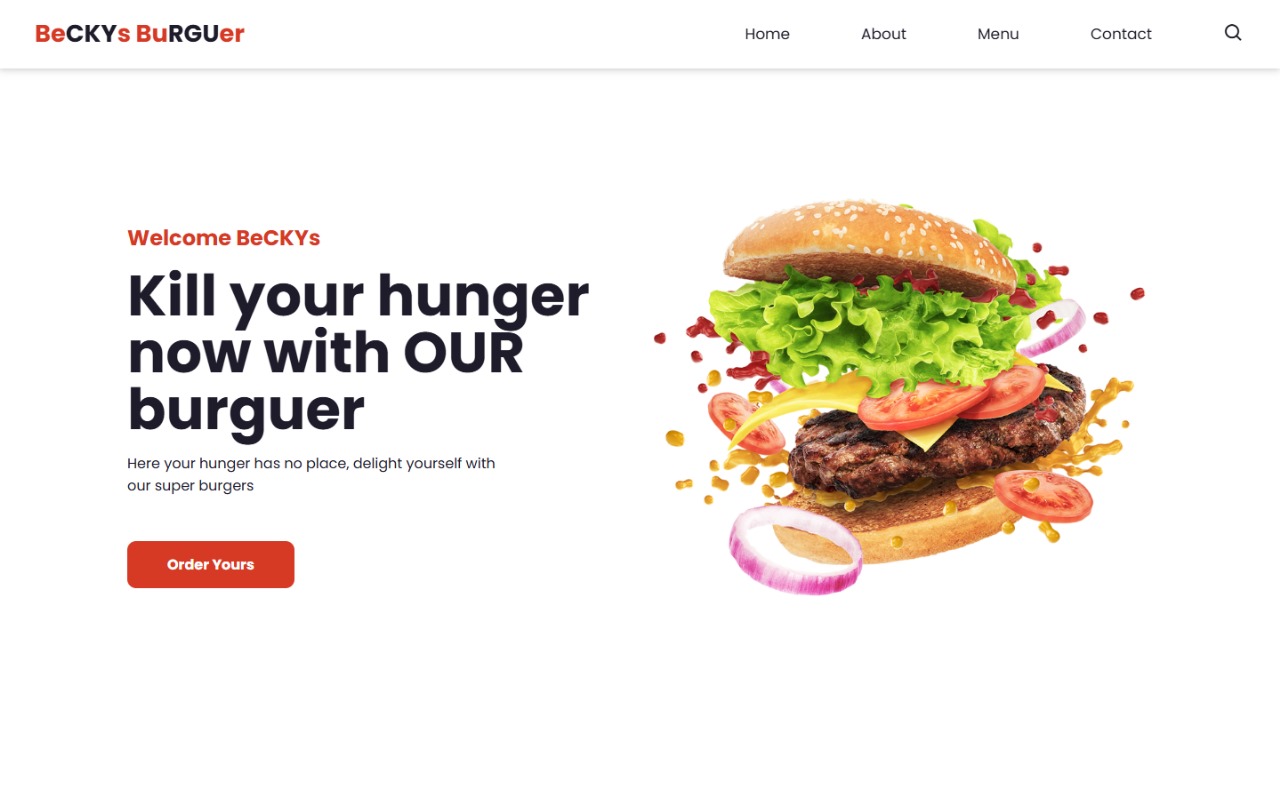 BeCKYs BuRGUer
Home About Menu Contact
Welcome BeCKYs
Kill your hunger
now with OUR
burguer
Here your hunger has no place, delight yourself with
our super burgers
Order Yours